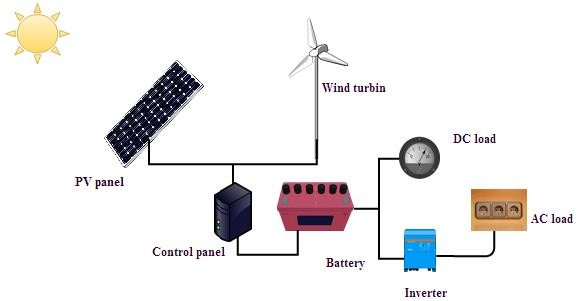 Wind turbin
DC load
PV panel
AC load
Control panel
Battery
Inverter